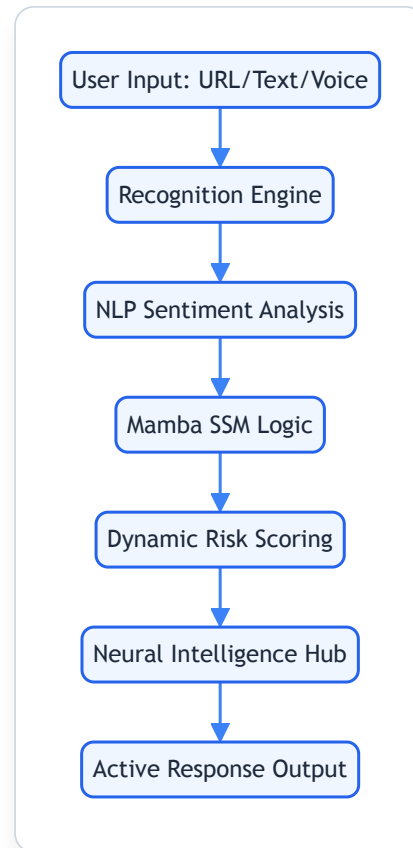 User Input: URL/Text/Voice
Recognition Engine
NLP Sentiment Analysis
Mamba SSM Logic
Dynamic Risk Scoring
Neural Intelligence Hub
Active Response Output